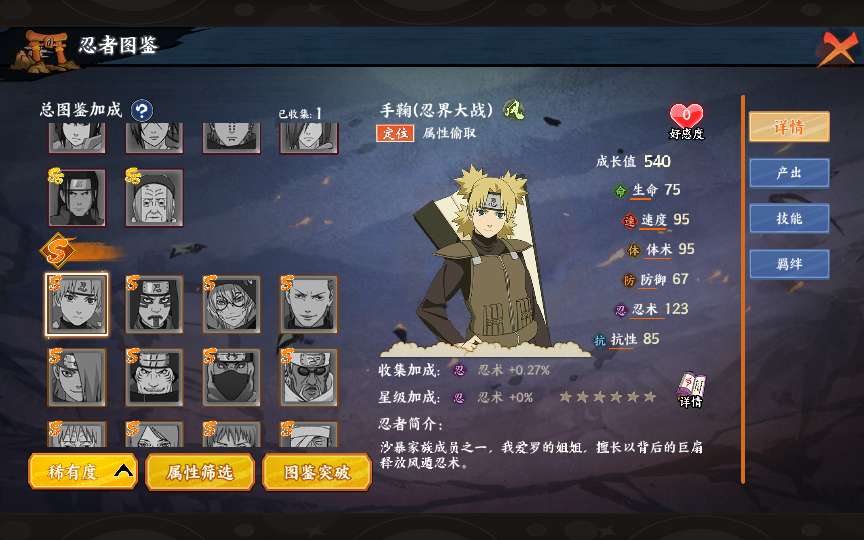 忍者图鉴
总图鉴加成 ?
已收集: 1
S
稀有度
属性筛选
图鉴突破
手鞠(忍界大战) 风
定位 属性偷取
0
好感度
成长值 540
命 生命 75
速 速度 95
体 体术 95
防 防御 67
忍 忍术 123
抗 抗性 85
收集加成: 忍 忍术 +0.27%
星级加成: 忍 忍术 +0%
详情
忍者简介:
沙暴家族成员之一，我爱罗的姐姐，擅长以背后的巨扇
释放风遁忍术。
详情
产出
技能
羁绊